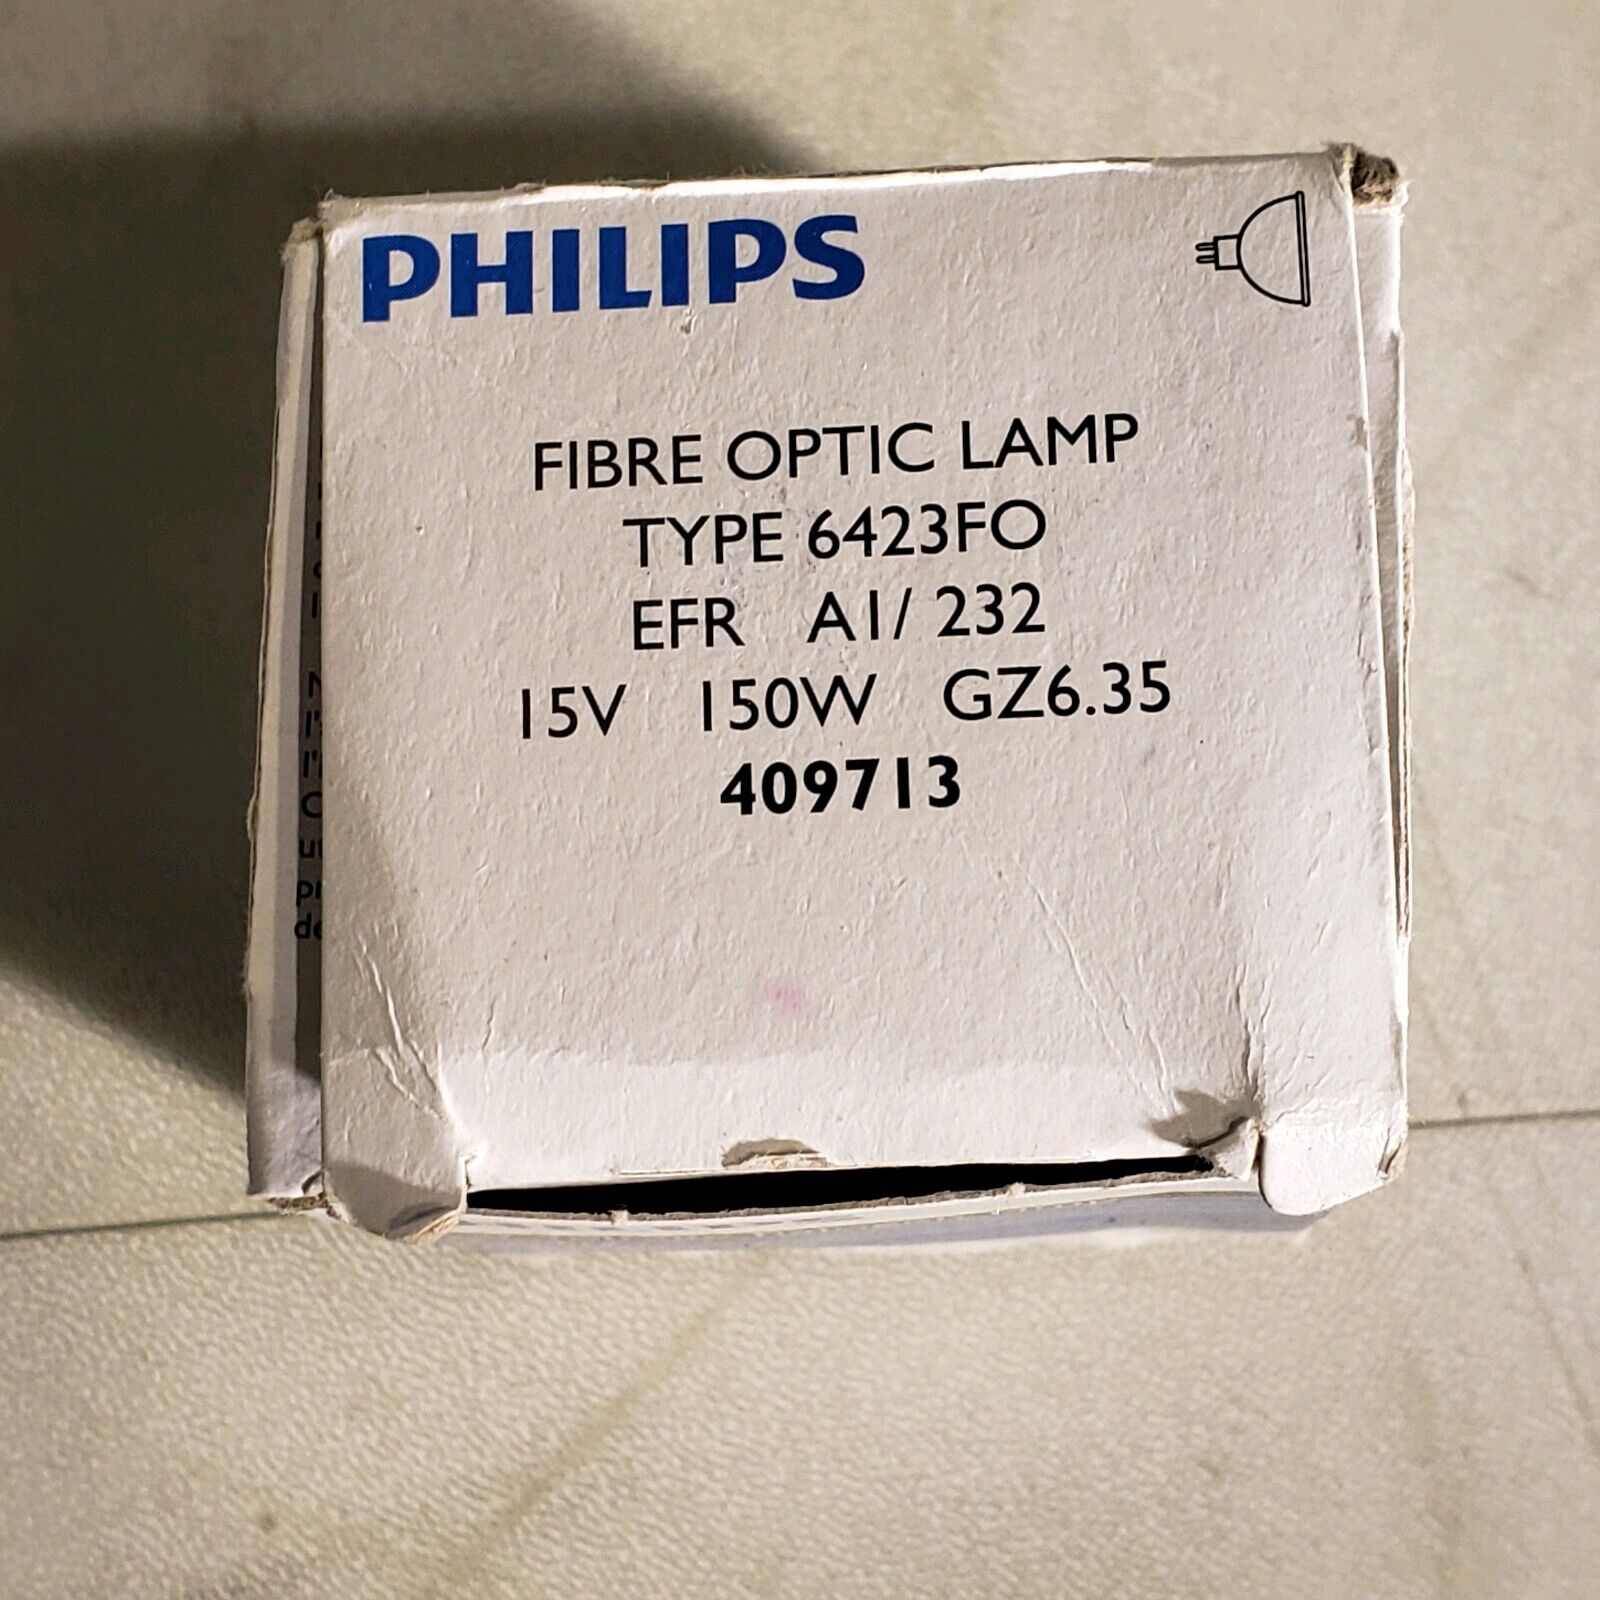 PHILIPS
FIBRE OPTIC LAMP
TYPE 6423FO
EFR A1/ 232
15V 150W GZ6.35
409713